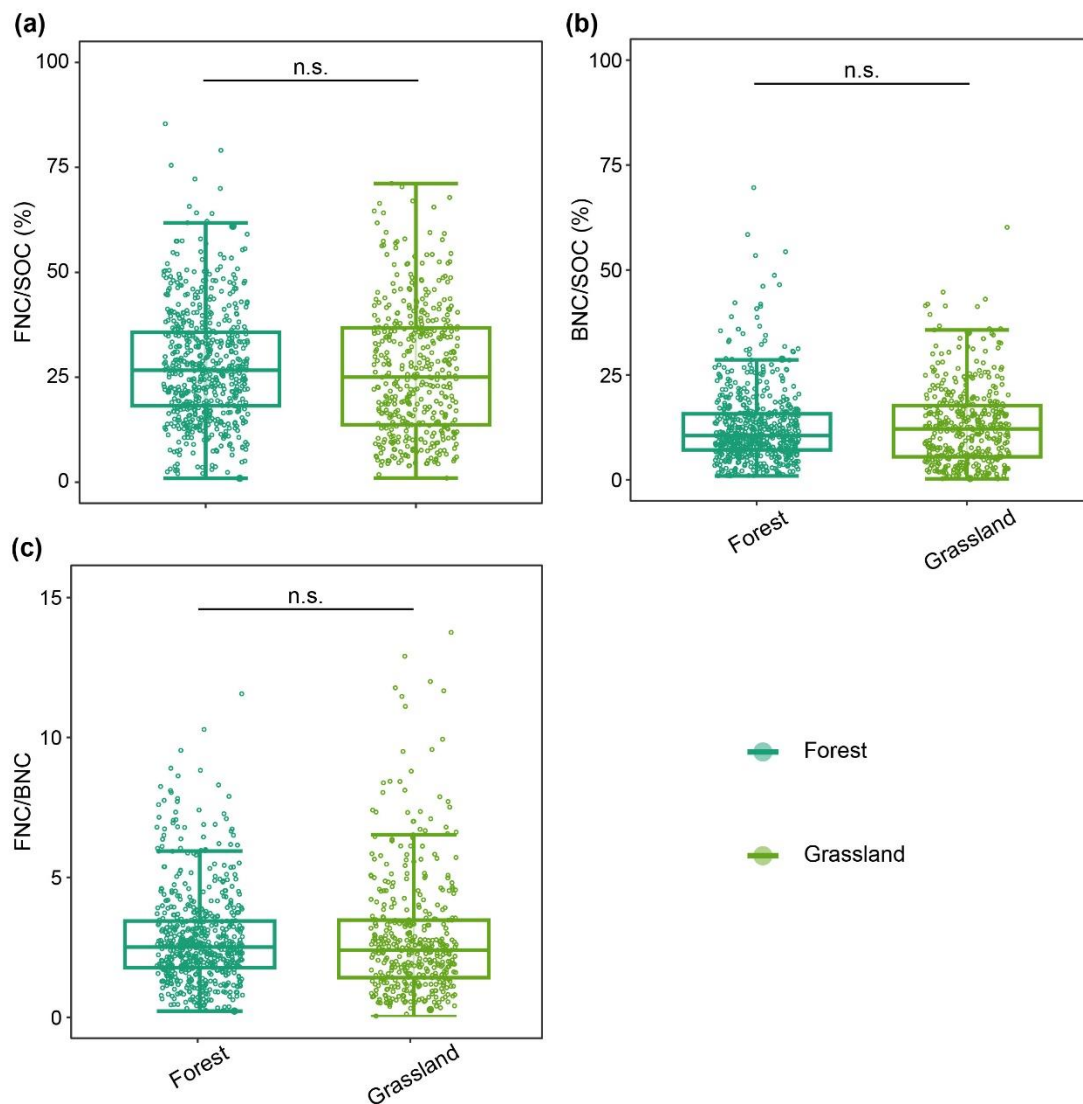 (a)
n.s.
100
75
50
25
0
FNC/SOC (%)
(b)
n.s.
100
75
50
25
0
BNC/SOC (%)
Forest
Grassland
(c)
n.s.
15
10
5
0
FNC/BNC
Forest
Grassland
Forest
Grassland